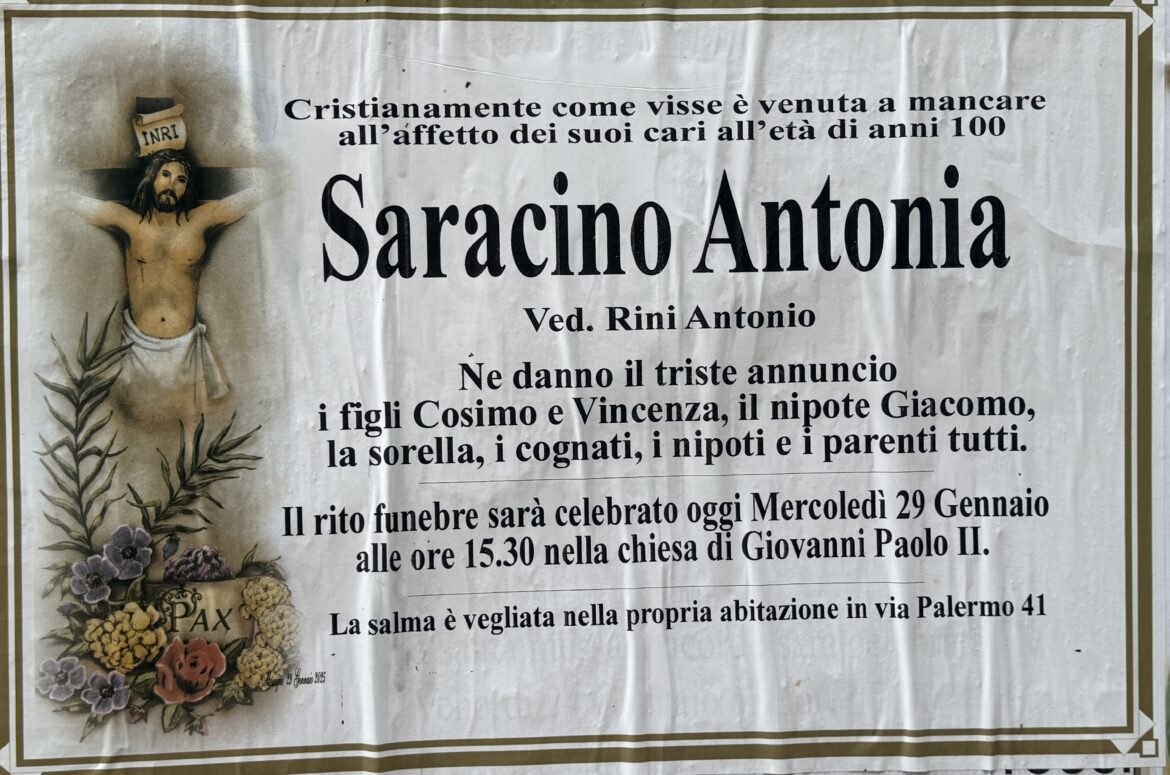 INRI
Cristianamente come visse è venuta a mancare
all'affetto dei suoi cari all'età di anni 100
Saracino Antonia
Ved. Rini Antonio
Ne danno il triste annuncio
i figli Cosimo e Vincenza, il nipote Giacomo,
la sorella, i cognati, i nipoti e i parenti tutti.
Il rito funebre sarà celebrato oggi Mercoledì 29 Gennaio
alle ore 15.30 nella chiesa di Giovanni Paolo II.
La salma è vegliata nella propria abitazione in via Palermo 41
PAX
29 Gennaio 2025